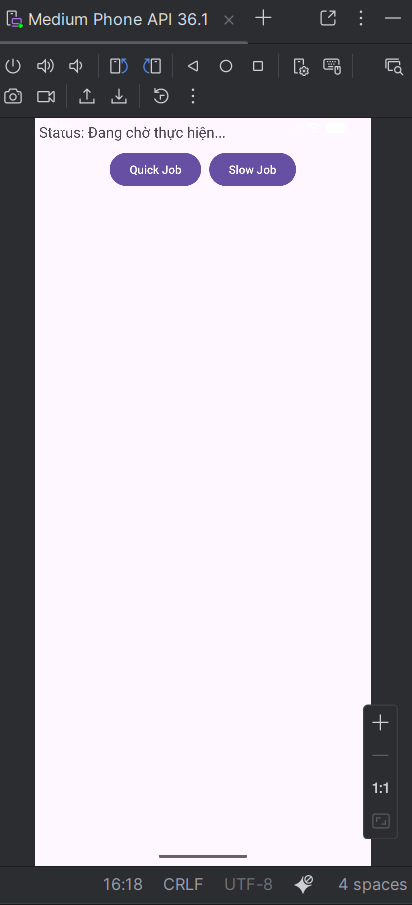 Medium Phone API 36.1
Status: Đang chờ thực hiện...
Quick Job
Slow Job
1:1
16:18 CRLF UTF-8 4 spaces